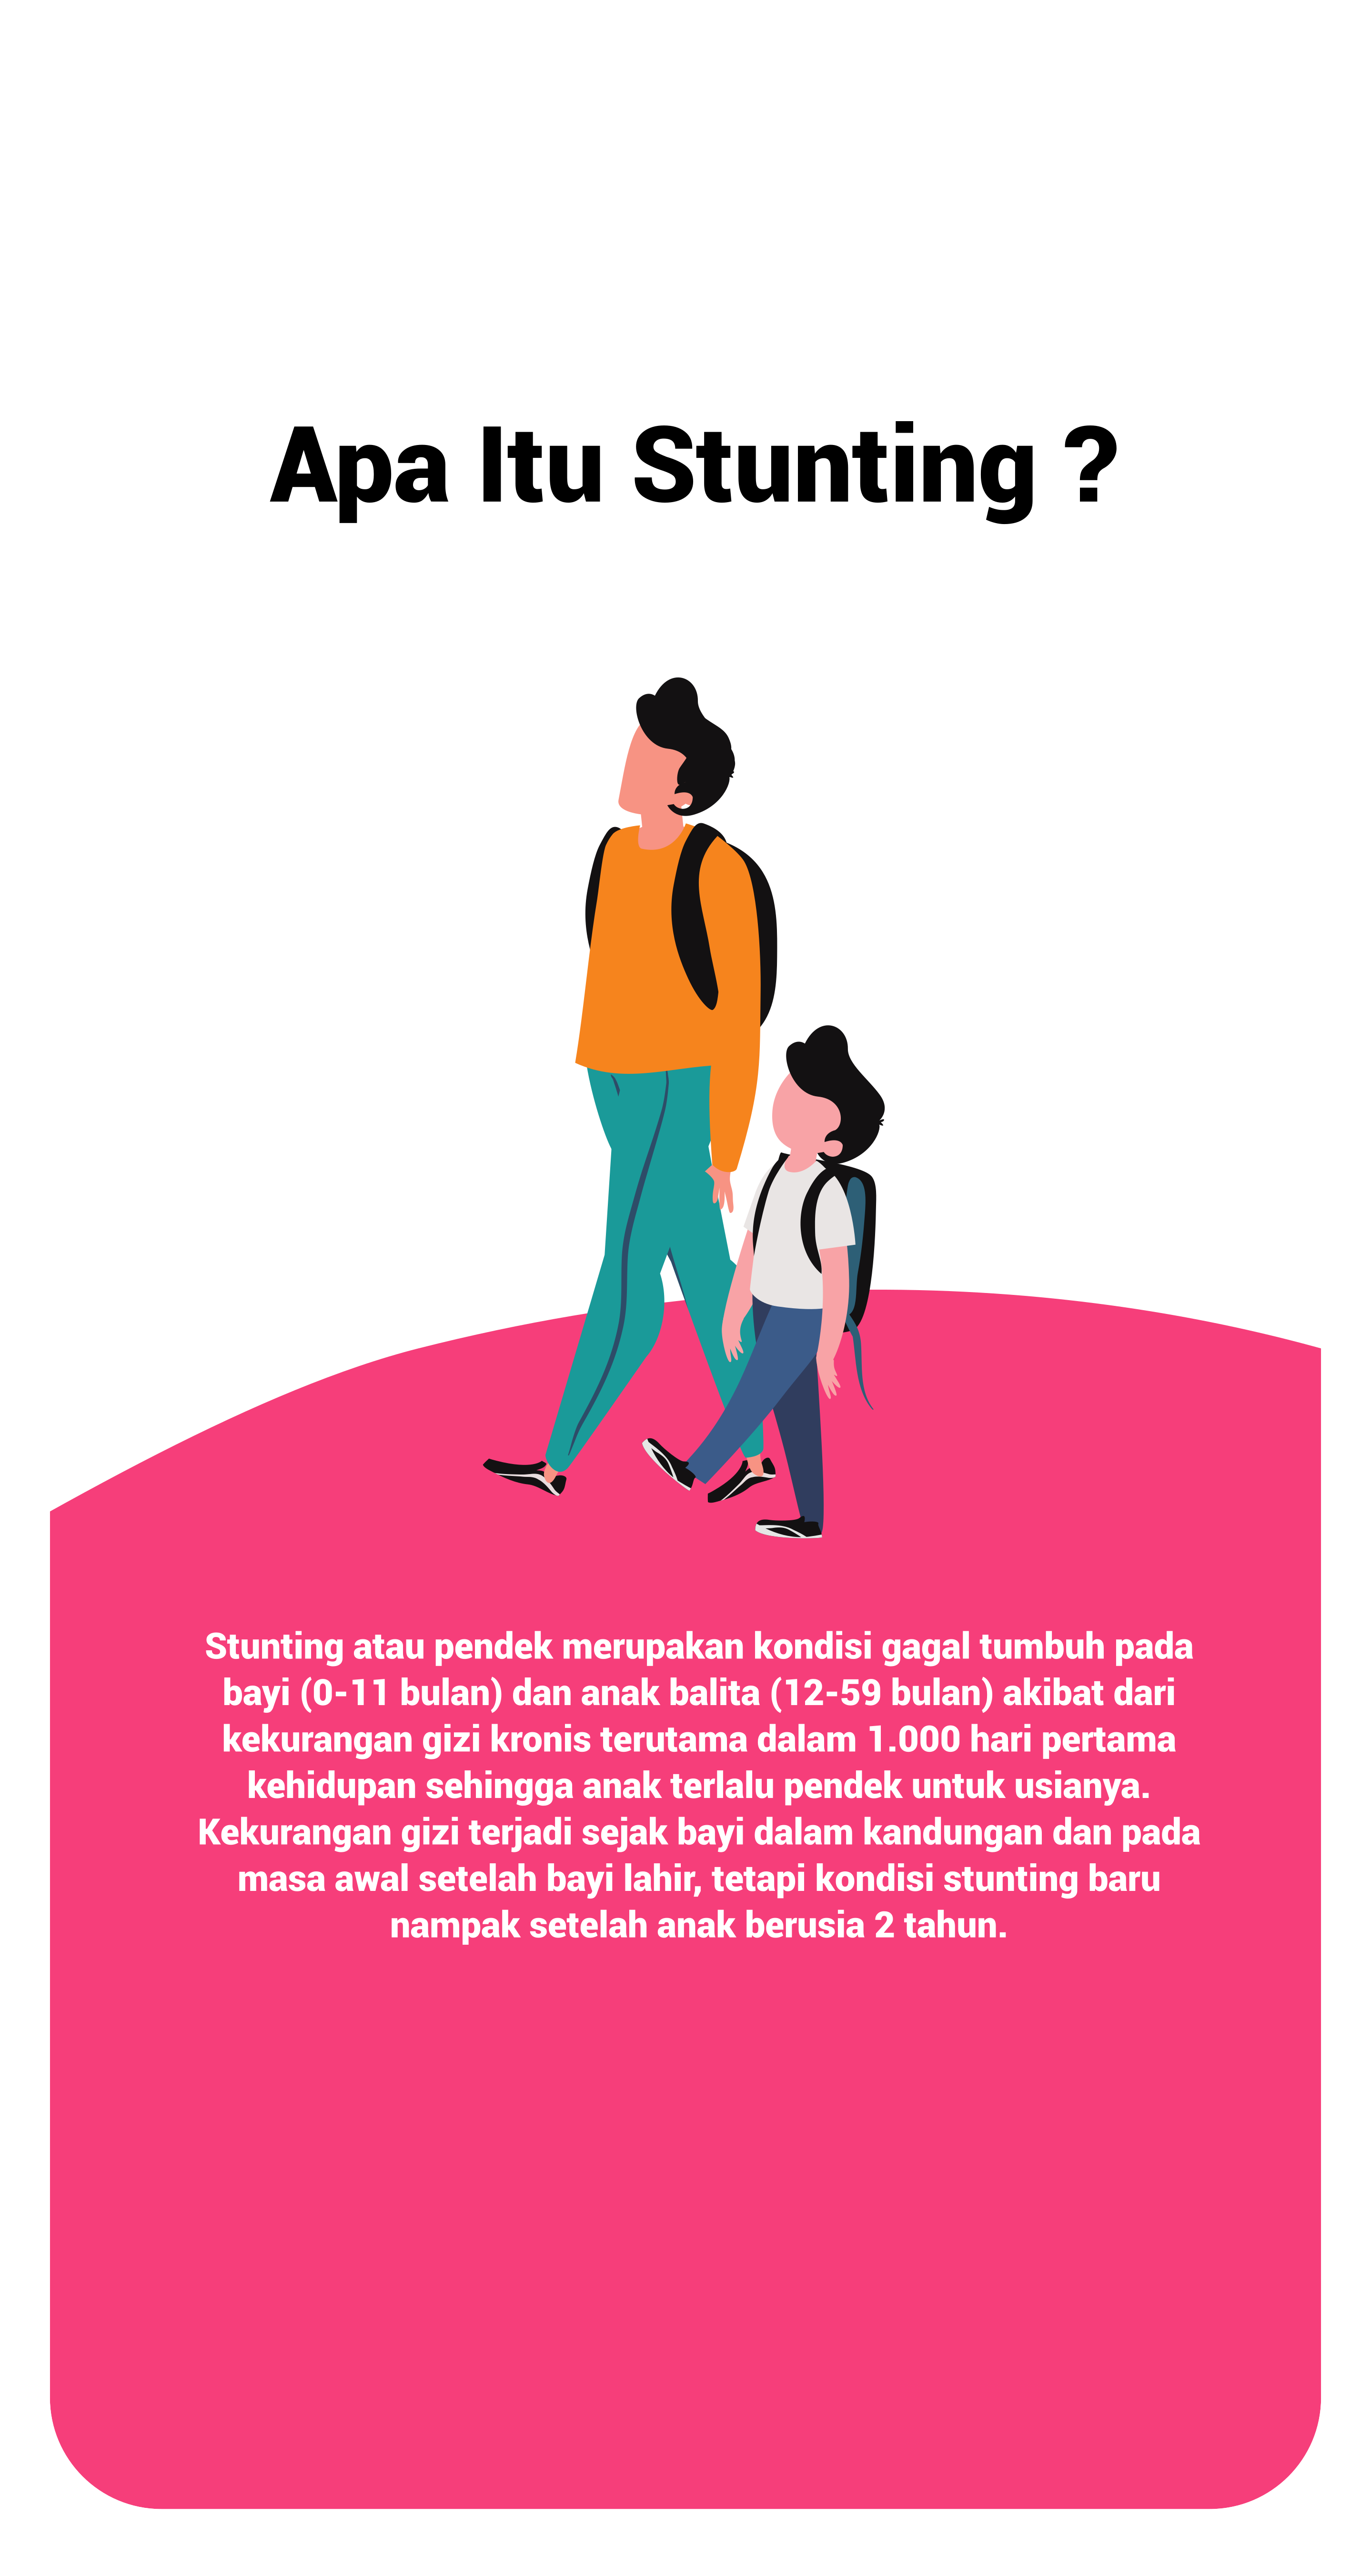 Apa Itu Stunting ?
Stunting atau pendek merupakan kondisi gagal tumbuh pada
bayi (0-11 bulan) dan anak balita (12-59 bulan) akibat dari
kekurangan gizi kronis terutama dalam 1.000 hari pertama
kehidupan sehingga anak terlalu pendek untuk usianya.
Kekurangan gizi terjadi sejak bayi dalam kandungan dan pada
masa awal setelah bayi lahir, tetapi kondisi stunting baru
nampak setelah anak berusia 2 tahun.